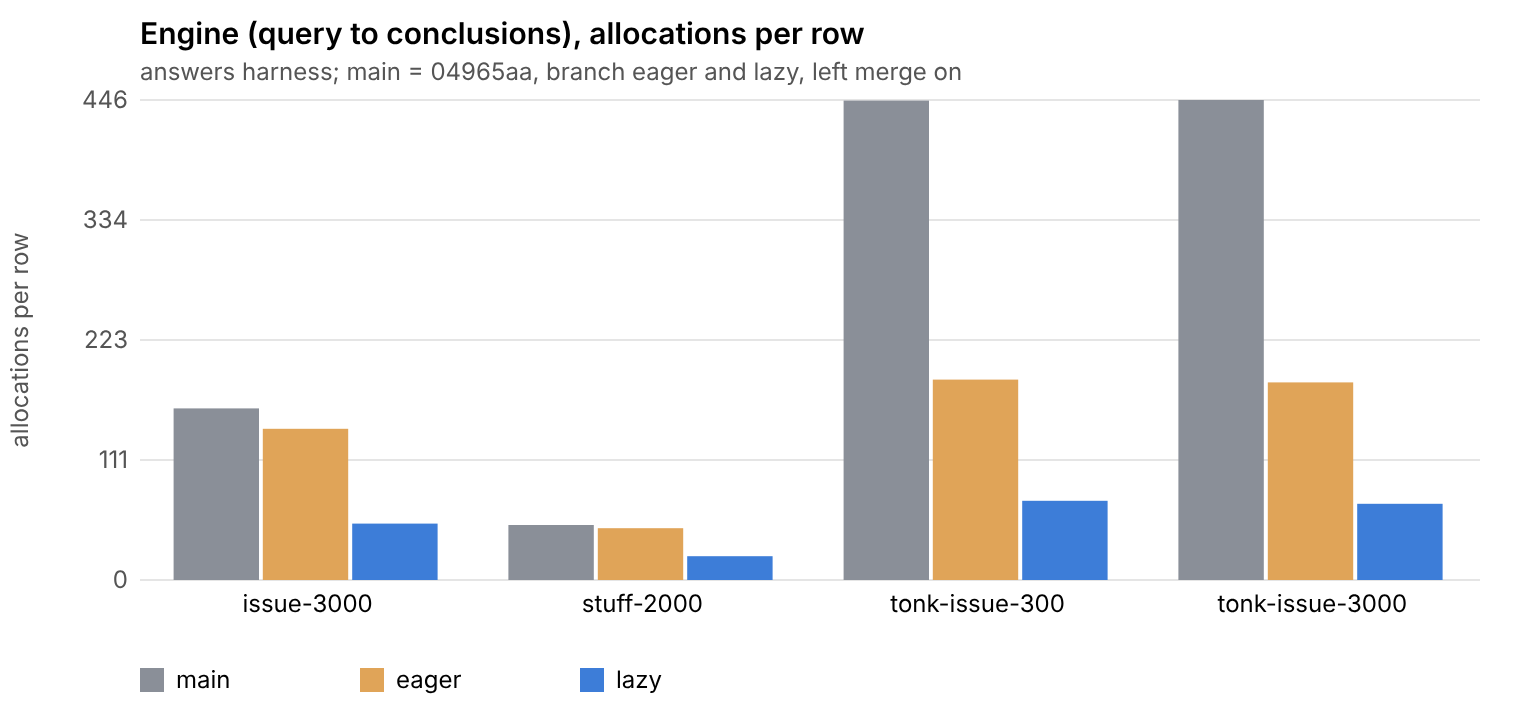 Engine (query to conclusions), allocations per row
answers harness; main = 04965aa, branch eager and lazy, left merge on
allocations per row
446
334
223
111
0
issue-3000 stuff-2000 tonk-issue-300 tonk-issue-3000
main eager lazy